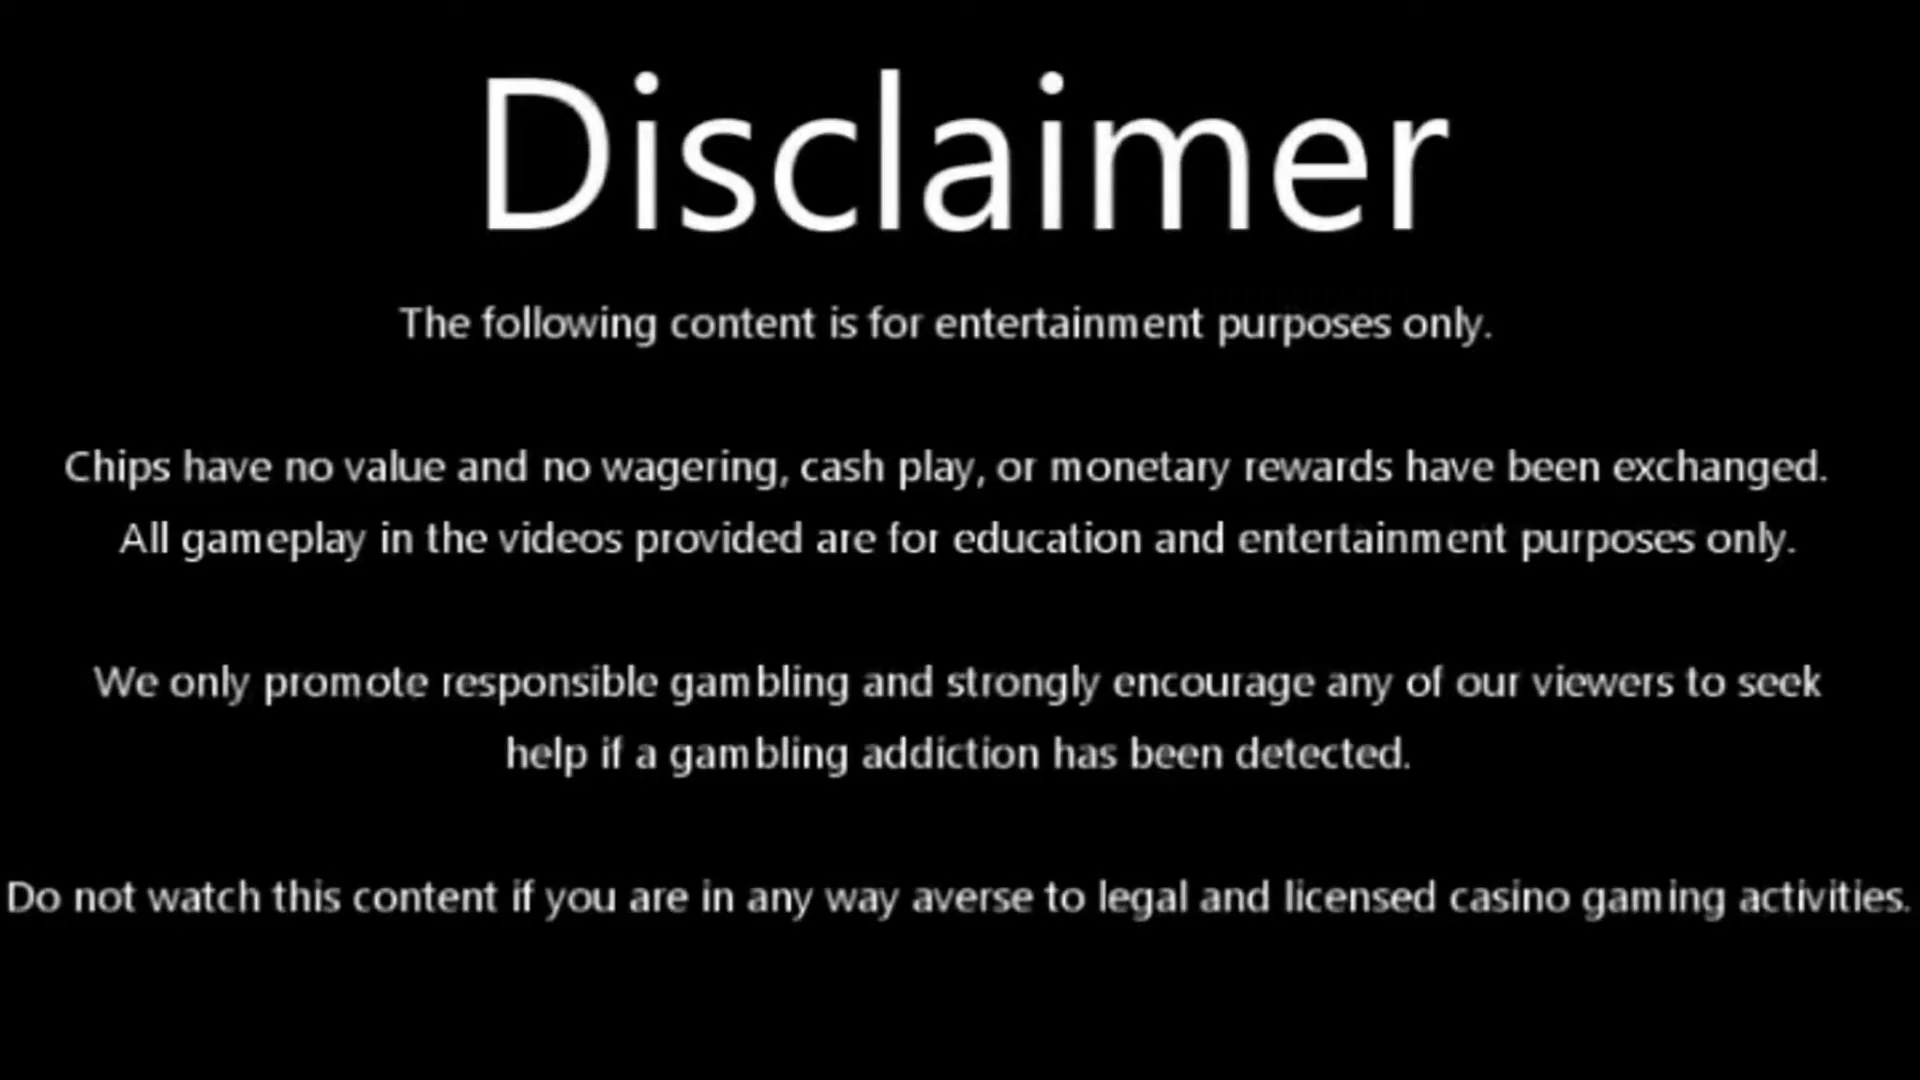 Disclaimer
The following content is for entertainment purposes only.
Chips have no value and no wagering, cash play, or monetary rewards have been exchanged.
All gameplay in the videos provided are for education and entertainment purposes only.
We only promote responsible gambling and strongly encourage any of our viewers to seek
help if a gambling addiction has been detected.
Do not watch this content if you are in any way averse to legal and licensed casino gaming activities.